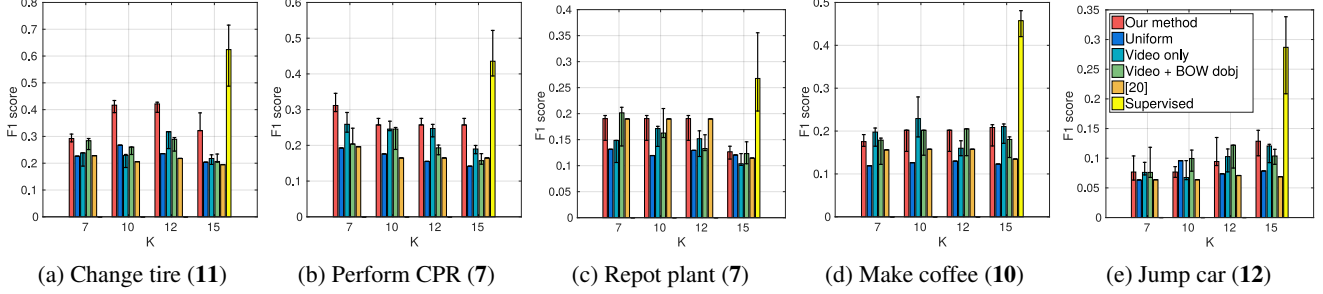 0.8
0.7
0.6
0.5
0.4
0.3
0.2
0.1
0
F1 score
7 10 12 15
K
(a) Change tire (11)
0.6
0.5
0.4
0.3
0.2
0.1
0
F1 score
7 10 12 15
K
(b) Perform CPR (7)
0.4
0.35
0.3
0.25
0.2
0.15
0.1
0.05
0
F1 score
7 10 12 15
K
(c) Repot plant (7)
0.5
0.4
0.3
0.2
0.1
0
F1 score
7 10 12 15
K
(d) Make coffee (10)
0.35
0.3
0.25
0.2
0.15
0.1
0.05
0
F1 score
Our method
Uniform
Video only
Video + BOW dobj
[20]
Supervised
7 10 12 15
K
(e) Jump car (12)